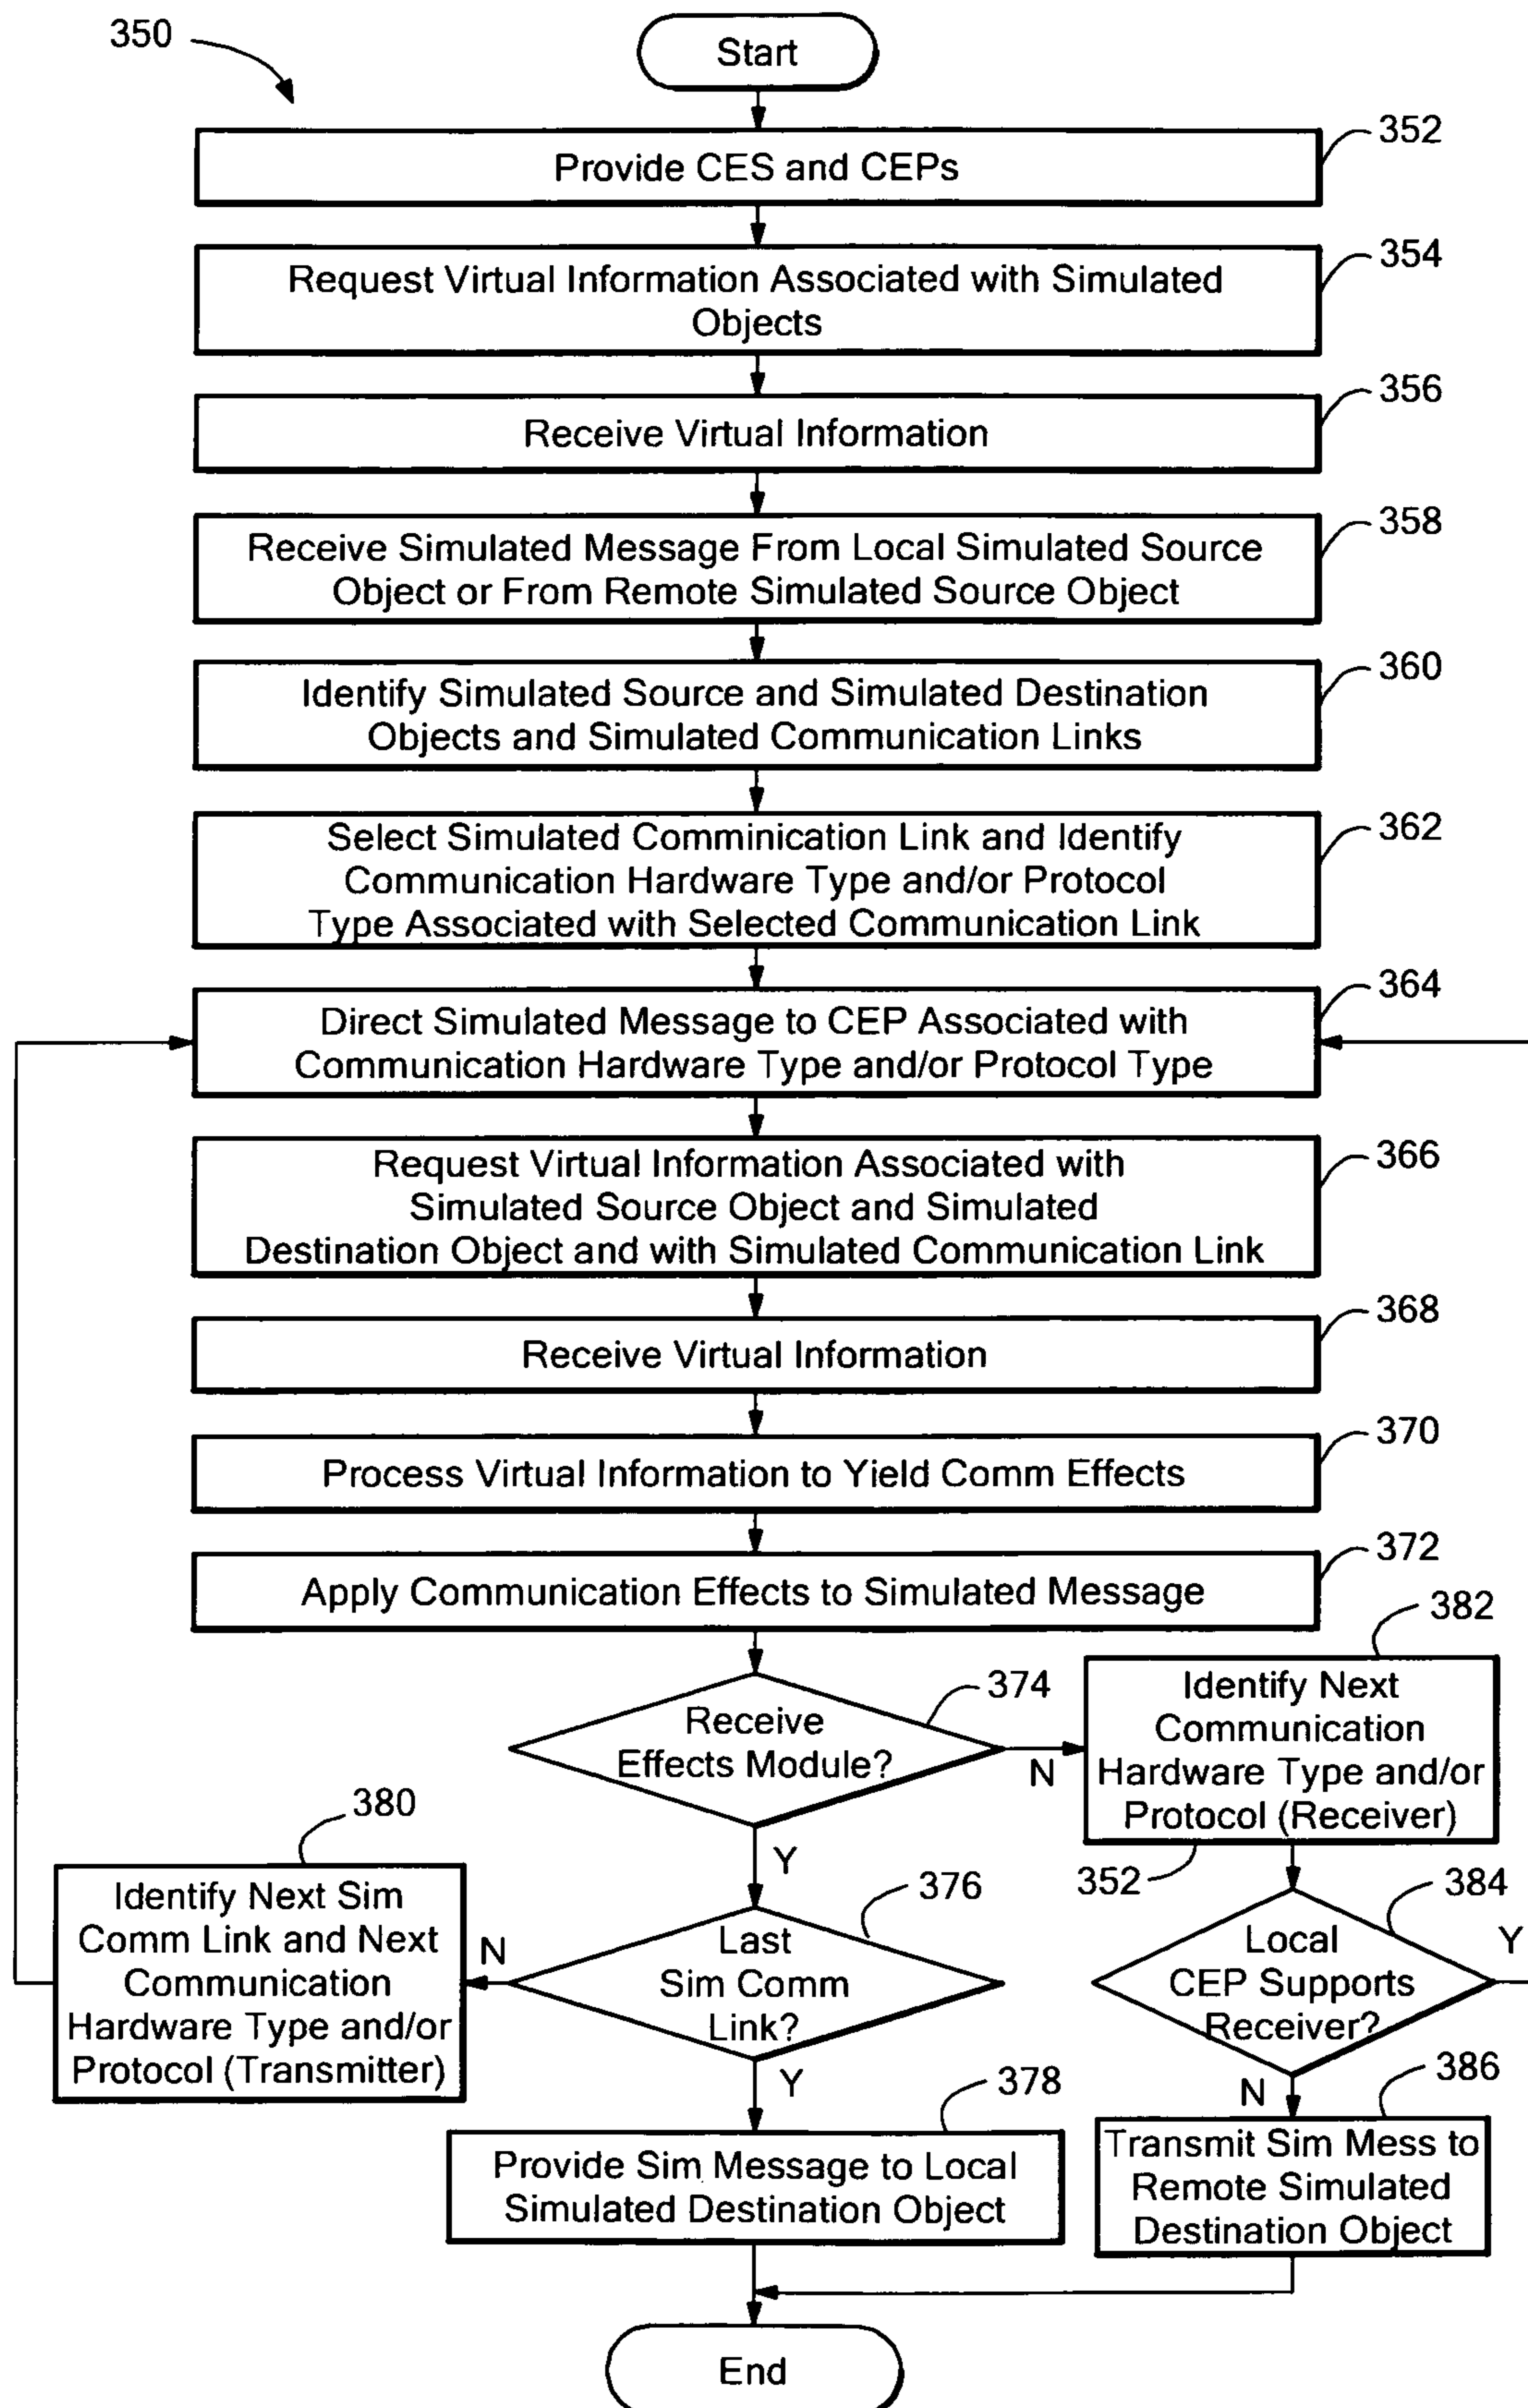 350
Start
352
Provide CES and CEPs
354
Request Virtual Information Associated with Simulated
Objects
356
Receive Virtual Information
358
Receive Simulated Message From Local Simulated Source
Object or From Remote Simulated Source Object
360
Identify Simulated Source and Simulated Destination
Objects and Simulated Communication Links
362
Select Simulated Comminication Link and Identify
Communication Hardware Type and/or Protocol
Type Associated with Selected Communication Link
364
Direct Simulated Message to CEP Associated with
Communication Hardware Type and/or Protocol Type
366
Request Virtual Information Associated with
Simulated Source Object and Simulated
Destination Object and with Simulated Communication Link
368
Receive Virtual Information
370
Process Virtual Information to Yield Comm Effects
372
Apply Communication Effects to Simulated Message
374
Receive
Effects Module?
N
Y
382
Identify Next
Communication
Hardware Type and/or
Protocol (Receiver)
352
384
Local
CEP Supports
Receiver?
Y
N
376
Last
Sim Comm
Link?
N
Y
380
Identify Next Sim
Comm Link and Next
Communication
Hardware Type and/or
Protocol (Transmitter)
378
Provide Sim Message to Local
Simulated Destination Object
386
Transmit Sim Mess to
Remote Simulated
Destination Object
End